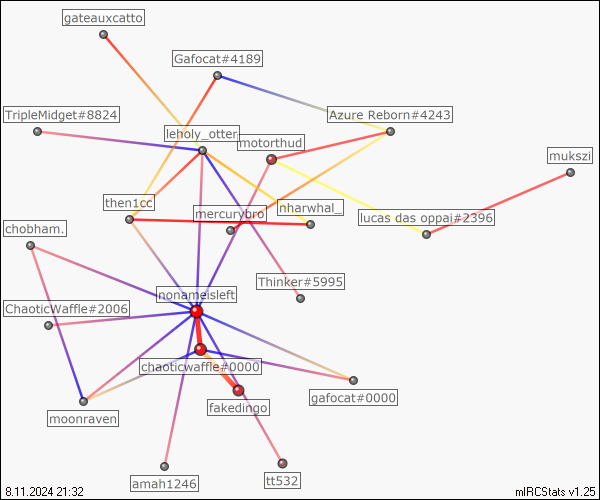 gateauxcatto
Gafocat#4189
TripleMidget#8824
Azure Reborn#4243
leholy_otter
motorthud
mukszi
then1cc
mercurybro
nharwhal_
lucas das oppai#2396
chobham.
Thinker#5995
nonameisleft
ChaoticWaffle#2006
chaoticwaffle#0000
gafocat#0000
fakedingo
moonraven
amah1246
tt532
8.11.2024 21:32
mIRCStats v1.25